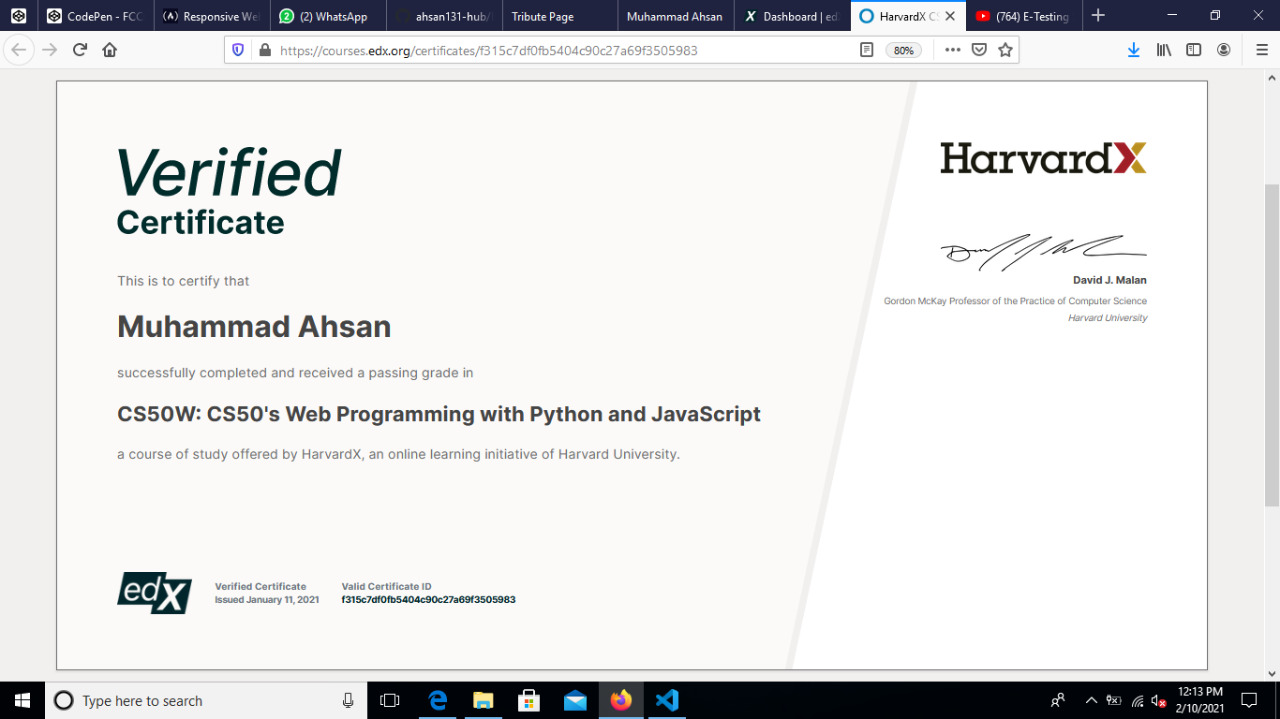 CodePen - FCC
Responsive We
(2) WhatsApp
ahsan131-hub/
Tribute Page
Muhammad Ahsan
Dashboard | ed
HarvardX CS
(764) E-Testing
https://courses.edx.org/certificates/f315c7df0fb5404c90c27a69f3505983
80%
Verified
Certificate
This is to certify that
Muhammad Ahsan
successfully completed and received a passing grade in
CS50W: CS50's Web Programming with Python and JavaScript
a course of study offered by HarvardX, an online learning initiative of Harvard University.
HarvardX
David J. Malan
Gordon McKay Professor of the Practice of Computer Science
Harvard University
edX
Verified Certificate
Issued January 11, 2021
Valid Certificate ID
f315c7df0fb5404c90c27a69f3505983
Type here to search
12:13 PM
2/10/2021